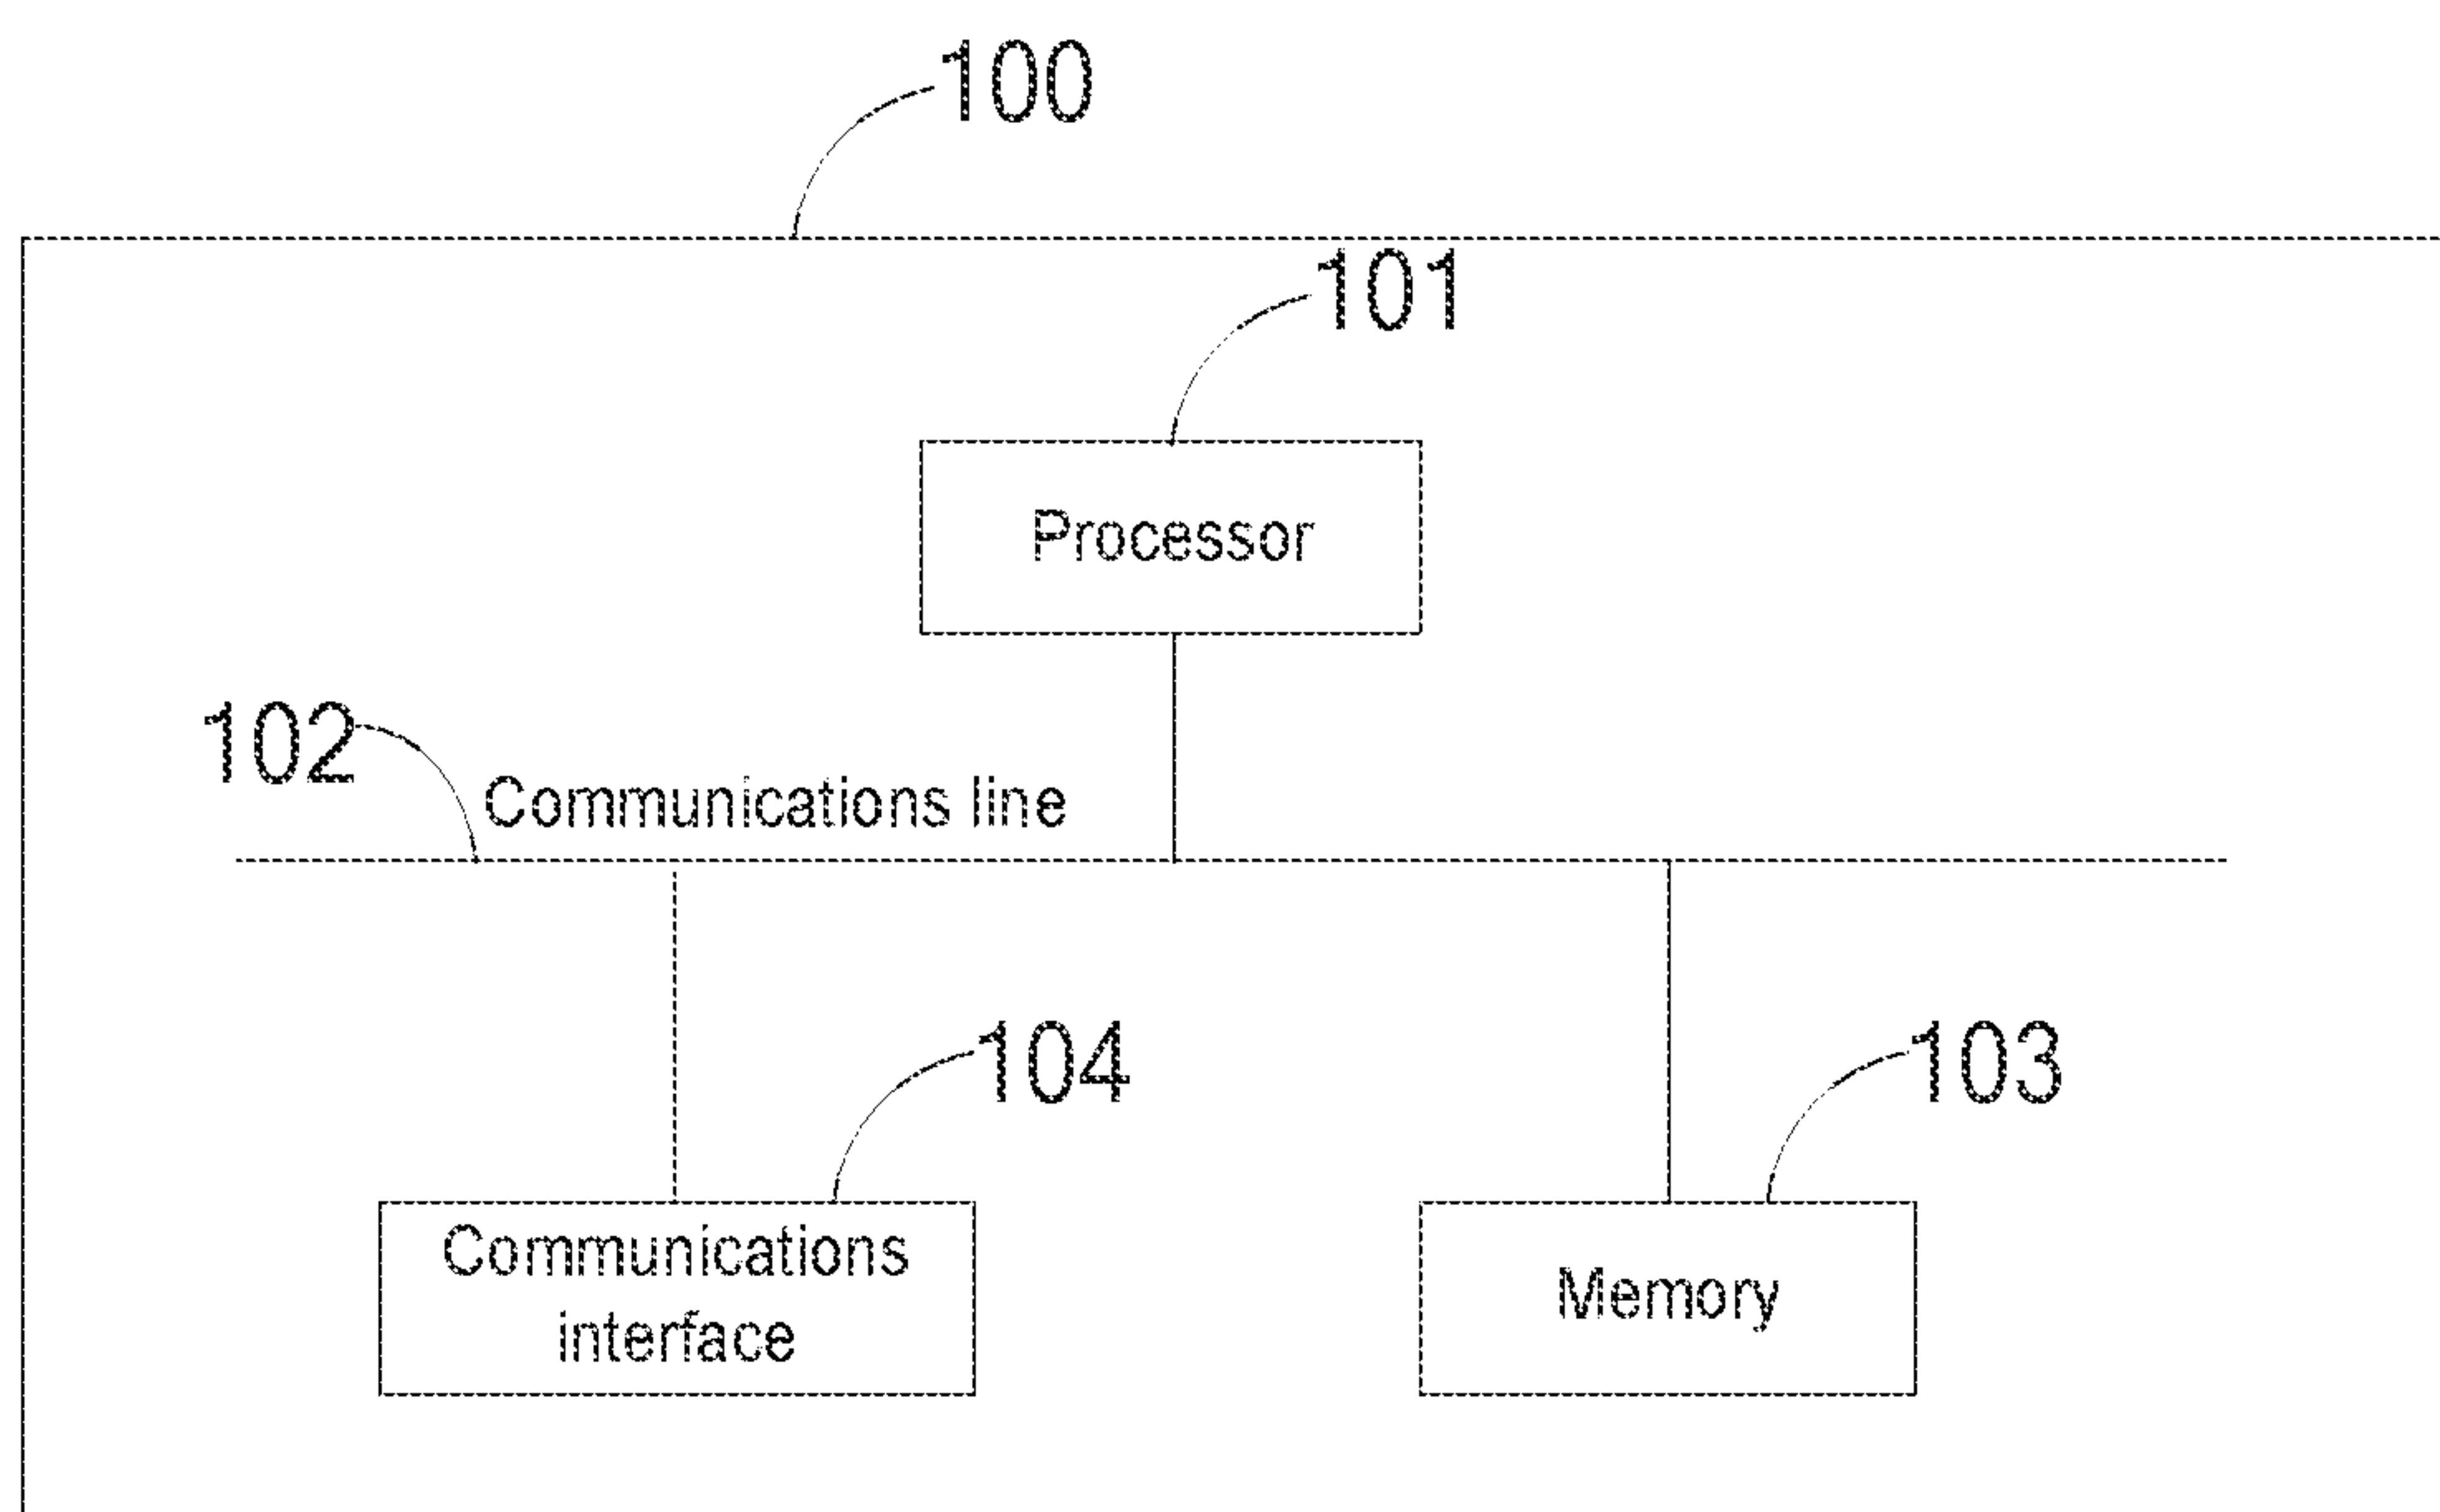 100
101
Processor
102
Communications line
104
103
Communications
interface
Memory